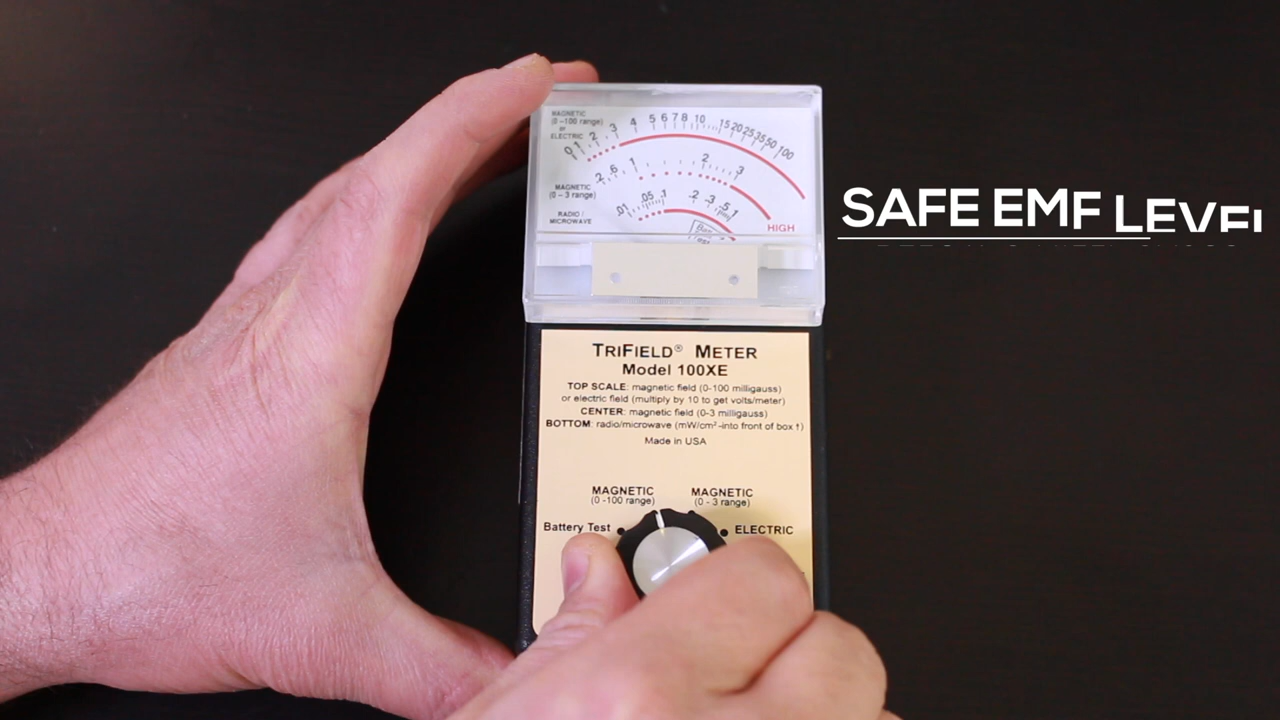 MAGNETIC
(0-100 range)
or
ELECTRIC
0 1 2 3 4 5 6 7 8 10 15 20 25 35 50 100
.2 .6 1 2 3
MAGNETIC
(0-3 range)
.01 .05 .1 .2 .3 .5 1
RADIO/
MICROWAVE
HIGH
SAFE EMF LEVEL
TRIFIELD® METER
Model 100XE
TOP SCALE: magnetic field (0-100 milligauss)
or electric field (multiply by 10 to get volts/meter)
CENTER: magnetic field (0-3 milligauss)
BOTTOM: radio/microwave (mW/cm²-into front of box †)
Made in USA
MAGNETIC
(0-100 range)
MAGNETIC
(0-3 range)
Battery Test
ELECTRIC